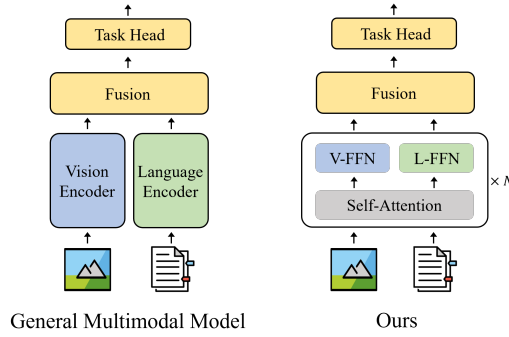 Task Head
Fusion
Vision
Encoder
Language
Encoder
General Multimodal Model
Task Head
Fusion
V-FFN
L-FFN
Self-Attention
×
Ours